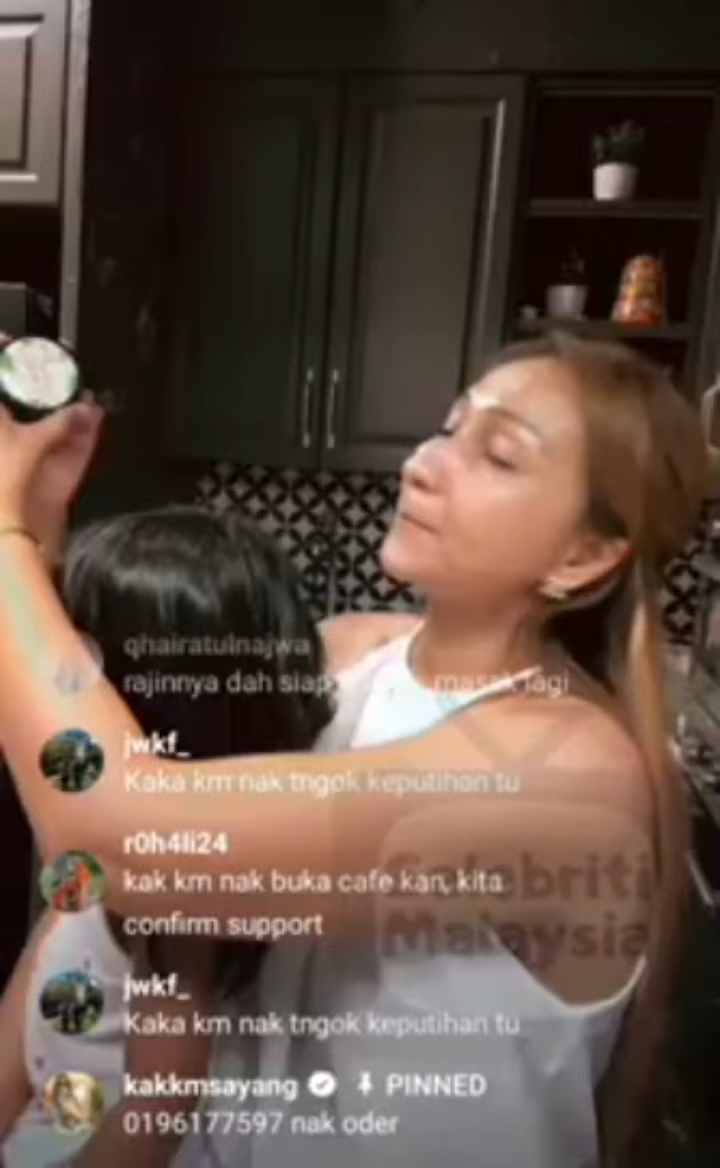 qhairatulnajwa
rajinnya dah siap masak lagi
jwkf_
Kaka km nak tngok keputihan tu
r0h4li24
kak km nak buka cafe kan, kita
confirm support
Celebriti
Malaysia
jwkf_
Kaka km nak tngok keputihan tu
kakkmsayang PINNED
0196177597 nak oder